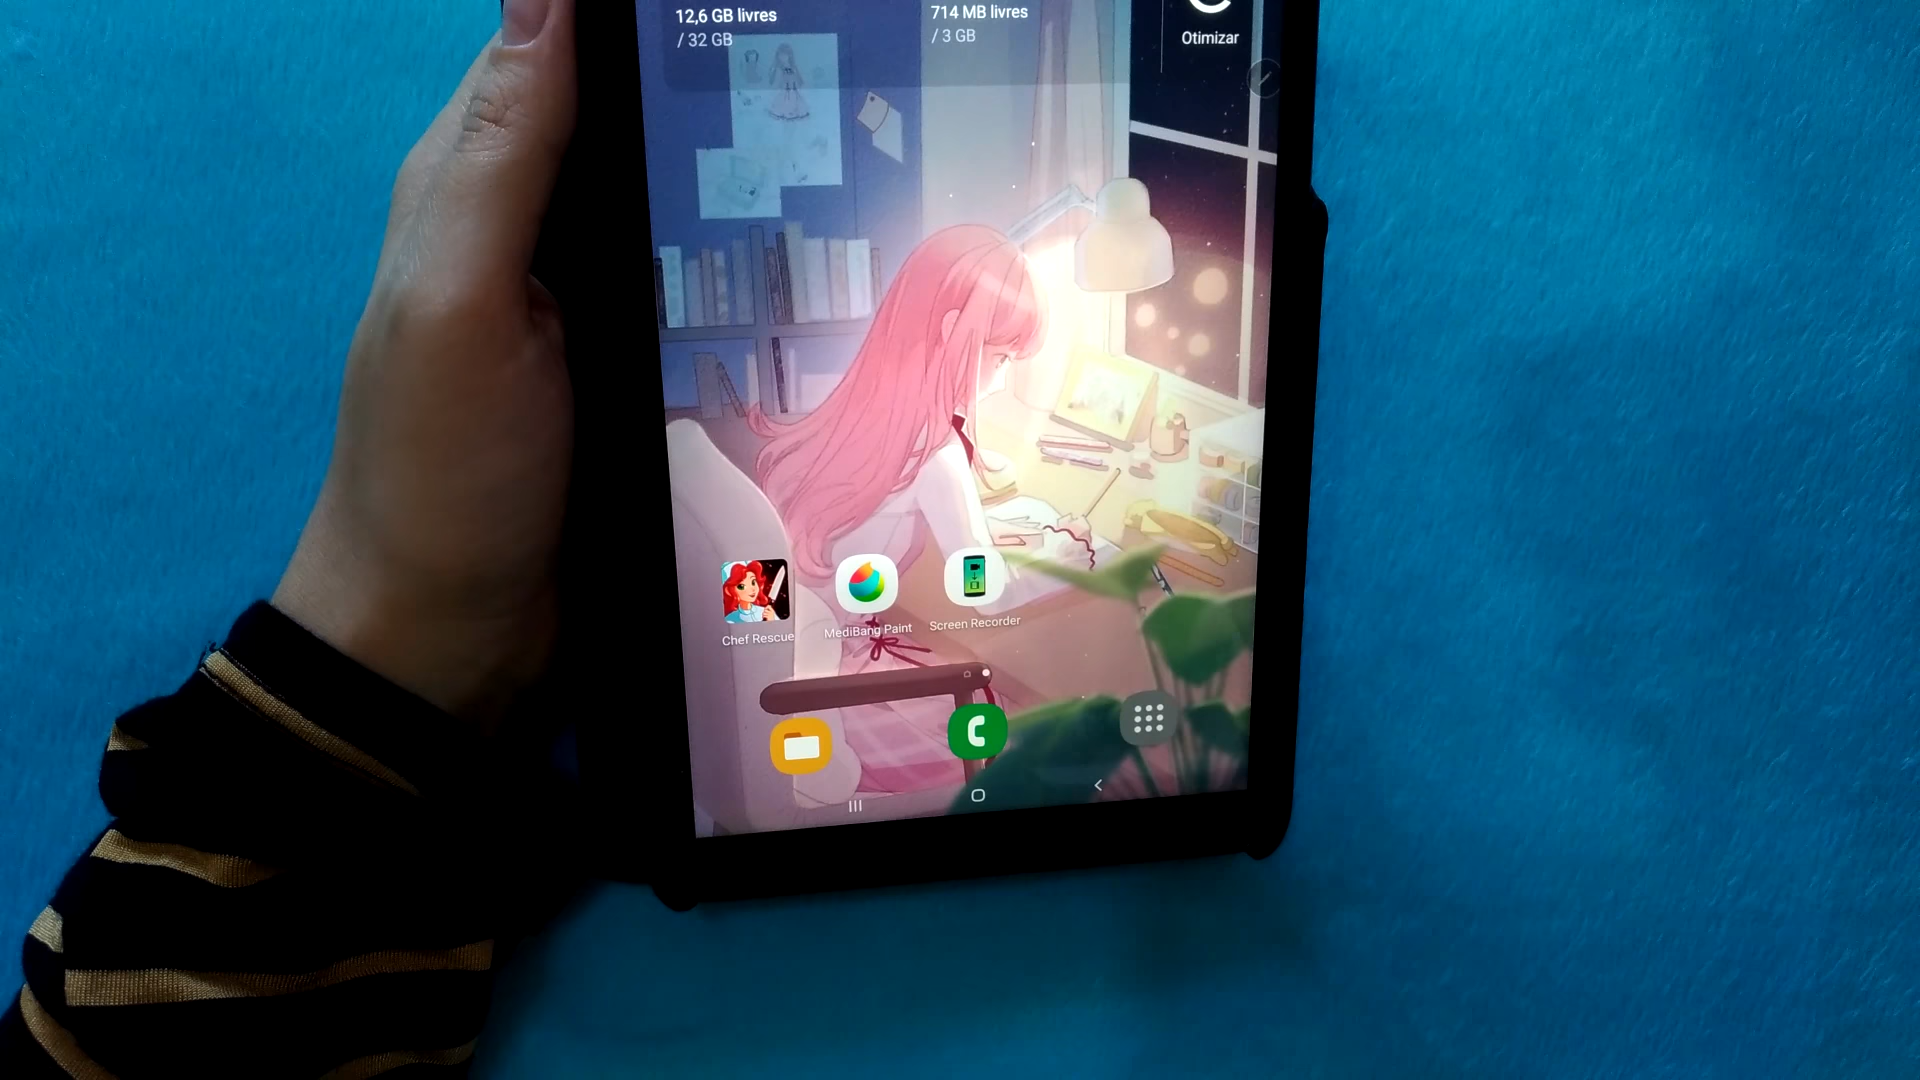 12,6 GB livres
/ 32 GB
714 MB livres
/ 3 GB
Otimizar
Chef Rescue
MediBang Paint
Screen Recorder